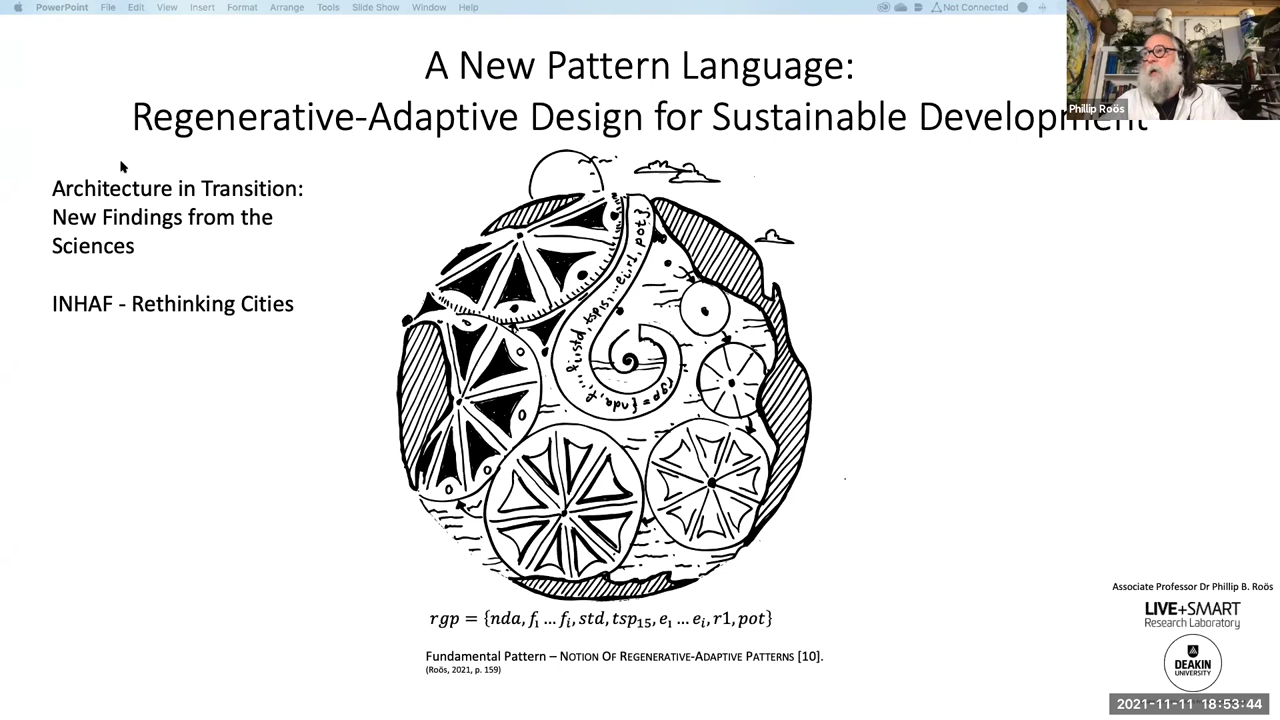 PowerPoint File Edit View Insert Format Arrange Tools Slide Show Window Help Not Connected
A New Pattern Language:
Regenerative-Adaptive Design for Sustainable Development
Phillip Roös
Architecture in Transition:
New Findings from the
Sciences
INHAF - Rethinking Cities
rgp = {nda, f₁ ... fᵢ, std, tsp₁₅, e₁ ... eᵢ, r1, pot}
Fundamental Pattern – Notion Of Regenerative-Adaptive Patterns [10].
(Roös, 2021, p. 159)
Associate Professor Dr Phillip B. Roös
LIVE+SMART
Research Laboratory
DEAKIN
UNIVERSITY
2021-11-11 18:53:44